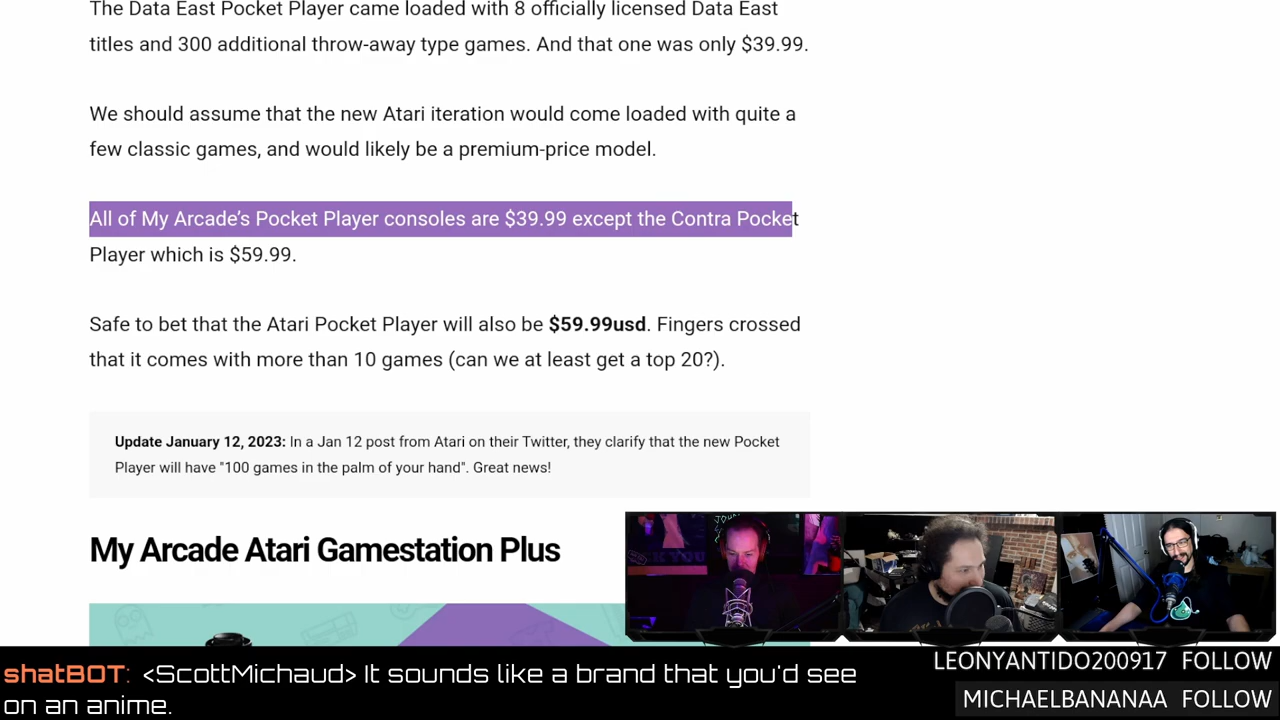 The Data East Pocket Player came loaded with 8 officially licensed Data East
titles and 300 additional throw-away type games. And that one was only $39.99.
We should assume that the new Atari iteration would come loaded with quite a
few classic games, and would likely be a premium-price model.
All of My Arcade’s Pocket Player consoles are $39.99 except the Contra Pocket
Player which is $59.99.
Safe to bet that the Atari Pocket Player will also be $59.99usd. Fingers crossed
that it comes with more than 10 games (can we at least get a top 20?).
Update January 12, 2023: In a Jan 12 post from Atari on their Twitter, they clarify that the new Pocket
Player will have "100 games in the palm of your hand". Great news!
My Arcade Atari Gamestation Plus
shatBOT: <ScottMichaud> It sounds like a brand that you'd see
on an anime.
LEONYANTIDO200917 FOLLOW
MICHAELBANANAA FOLLOW